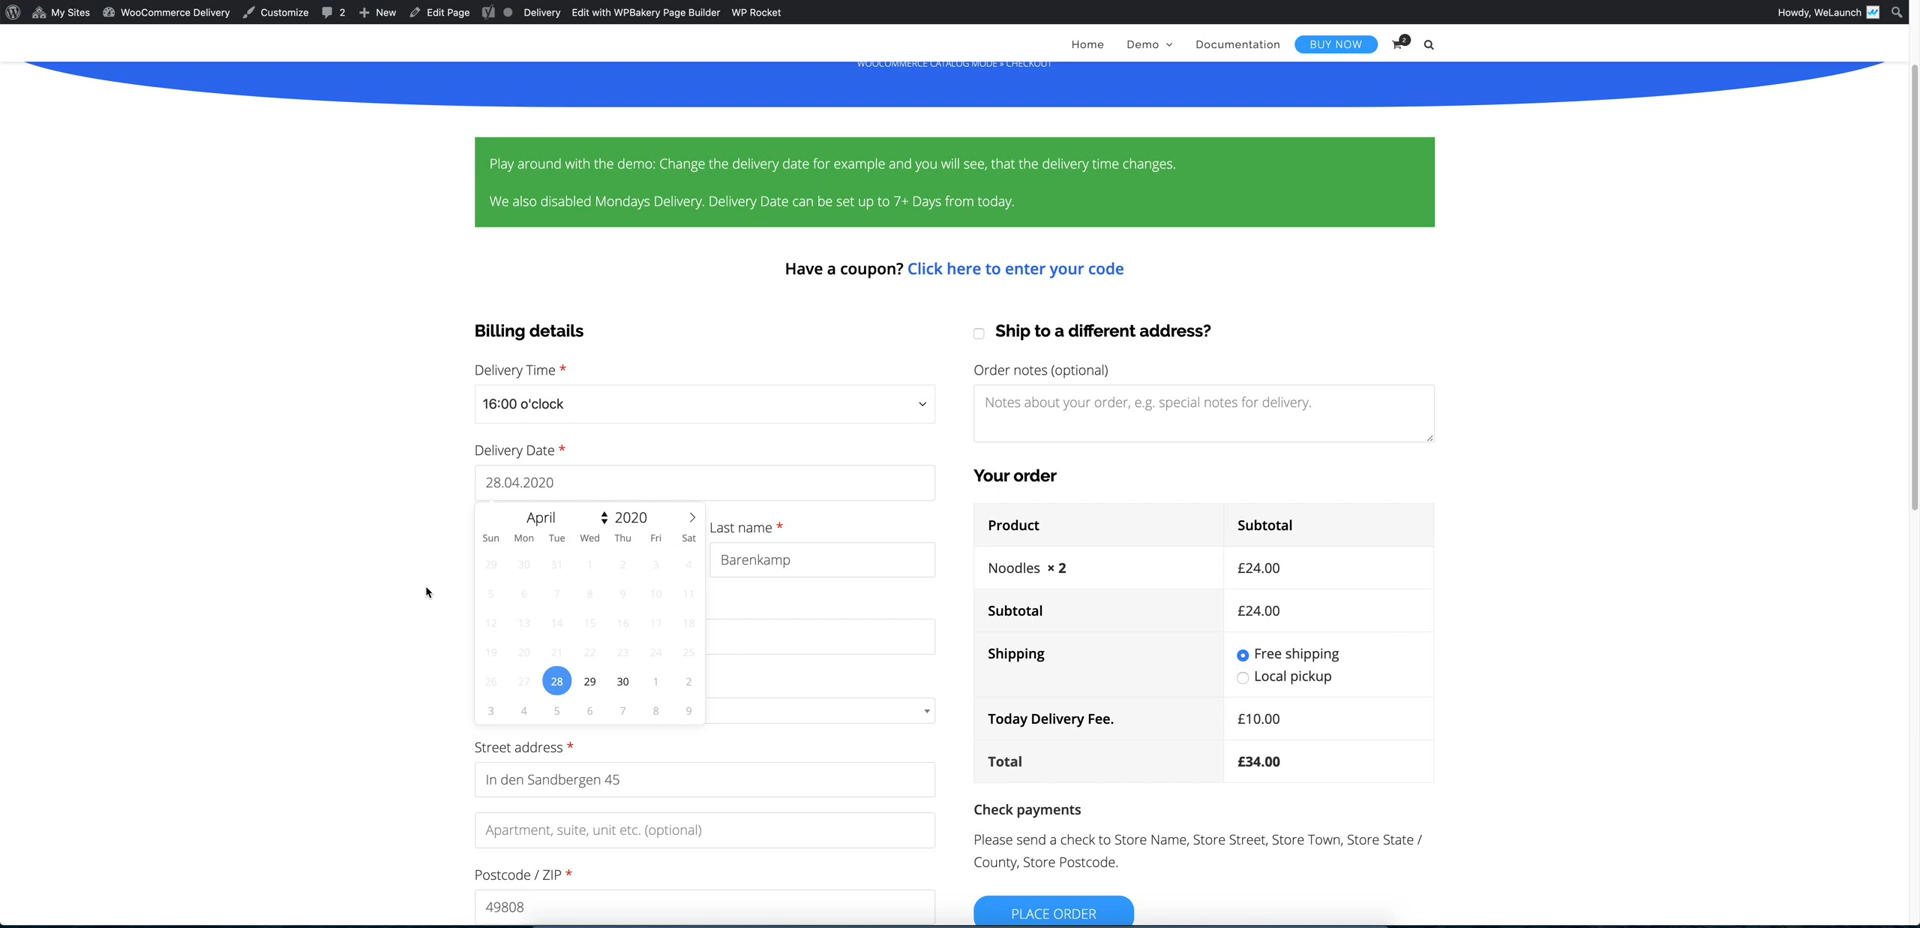 My Sites WooCommerce Delivery Customize 2 New Edit Page Delivery Edit with WPBakery Page Builder WP Rocket Howdy, WeLaunch
Home Demo Documentation BUY NOW 2
WOOCOMMERCE CATALOG MODE » CHECKOUT
Play around with the demo: Change the delivery date for example and you will see, that the delivery time changes.
We also disabled Mondays Delivery. Delivery Date can be set up to 7+ Days from today.
Have a coupon? Click here to enter your code
Billing details
Delivery Time *
16:00 o'clock
Delivery Date *
28.04.2020
April 2020
Sun Mon Tue Wed Thu Fri Sat
29 30 31 1 2 3 4
5 6 7 8 9 10 11
12 13 14 15 16 17 18
19 20 21 22 23 24 25
26 27 28 29 30 1 2
3 4 5 6 7 8 9
Last name *
Barenkamp
Street address *
In den Sandbergen 45
Apartment, suite, unit etc. (optional)
Postcode / ZIP *
49808
Ship to a different address?
Order notes (optional)
Notes about your order, e.g. special notes for delivery.
Your order
Product Subtotal
Noodles × 2 £24.00
Subtotal £24.00
Shipping Free shipping
Local pickup
Today Delivery Fee. £10.00
Total £34.00
Check payments
Please send a check to Store Name, Store Street, Store Town, Store State /
County, Store Postcode.
PLACE ORDER